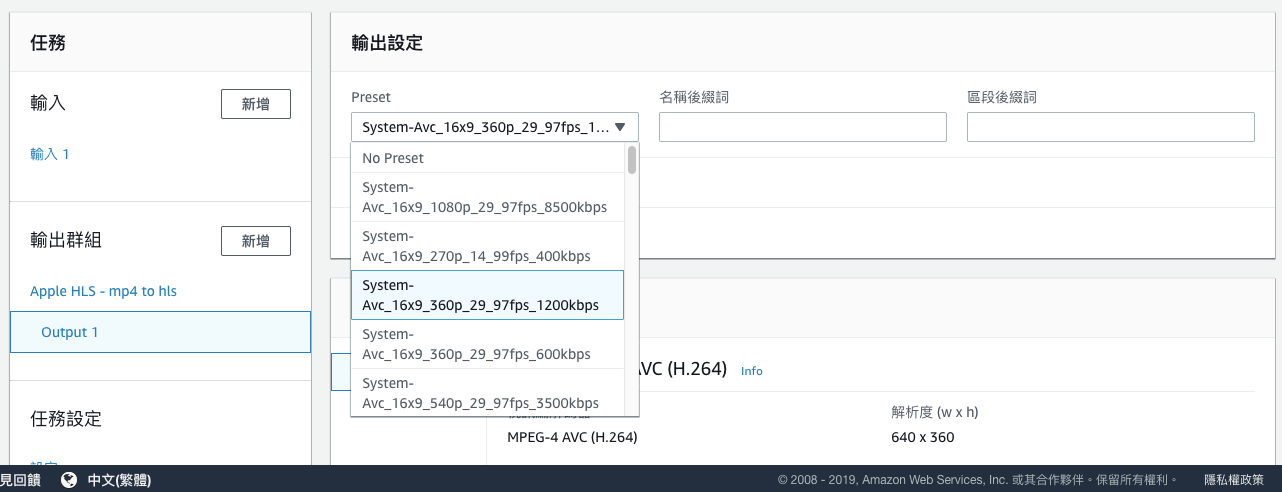 任務
輸入
新增
輸入 1
輸出群組
新增
Apple HLS - mp4 to hls
Output 1
任務設定
輸出設定
Preset
名稱後綴詞
區段後綴詞
System-Avc_16x9_360p_29_97fps_1...
No Preset
System-
Avc_16x9_1080p_29_97fps_8500kbps
System-
Avc_16x9_270p_14_99fps_400kbps
System-
Avc_16x9_360p_29_97fps_1200kbps
System-
Avc_16x9_360p_29_97fps_600kbps
System-
Avc_16x9_540p_29_97fps_3500kbps
AVC (H.264)
Info
解析度 (w x h)
MPEG-4 AVC (H.264)
640 x 360
見回饋
中文(繁體)
© 2008 - 2019, Amazon Web Services, Inc. 或其合作夥伴。保留所有權利。
隱私權政策